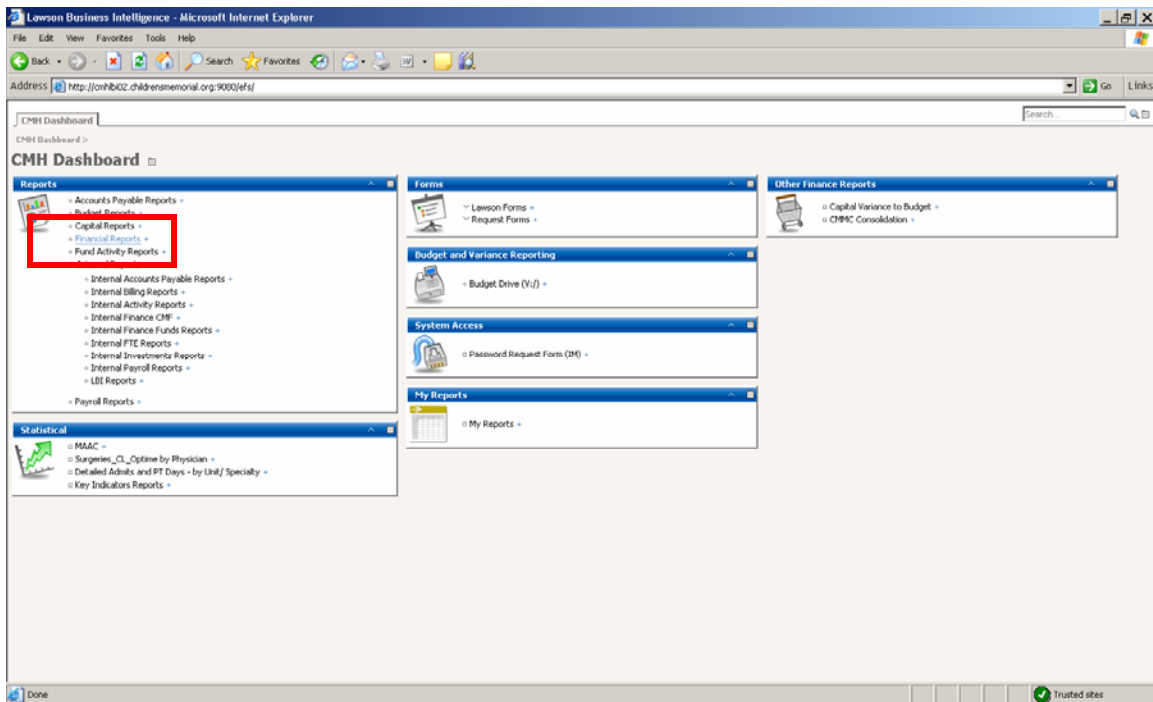 Lawson Business Intelligence - Microsoft Internet Explorer
File Edit View Favorites Tools Help
Back Search Favorites
Address http://cmhlbi02.childrensmemorial.org:9080/efs/ Go Links
CMH Dashboard Search...
CMH Dashboard >
CMH Dashboard
Reports
Accounts Payable Reports
Budget Reports
Capital Reports
Financial Reports
Fund Activity Reports
Internal Accounts Payable Reports
Internal Billing Reports
Internal Activity Reports
Internal Finance CMF
Internal Finance Funds Reports
Internal FTE Reports
Internal Investments Reports
Internal Payroll Reports
LBI Reports
Payroll Reports
Statistical
MAAC
Surgeries_CL_Optime by Physician
Detailed Admits and PT Days - by Unit/ Specialty
Key Indicators Reports
Forms
Lawson Forms
Request Forms
Budget and Variance Reporting
Budget Drive (V:/)
System Access
Password Request Form (IM)
My Reports
My Reports
Other Finance Reports
Capital Variance to Budget
CMMC Consolidation
Done Trusted sites